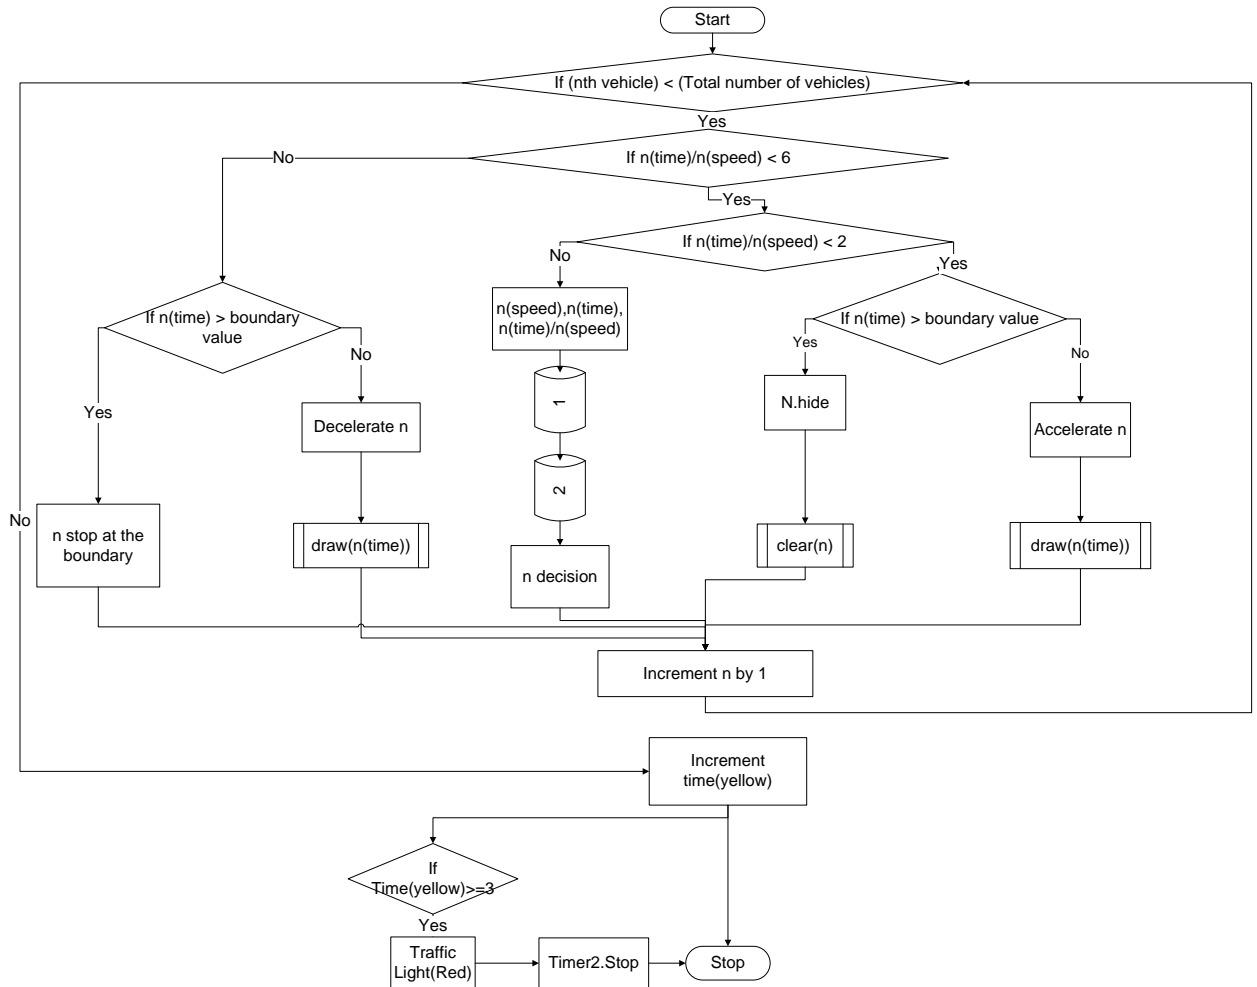 Start
If (nth vehicle) < (Total number of vehicles)
Yes
If n(time)/n(speed) < 6
No
Yes
If n(time)/n(speed) < 2
No
,Yes
n(speed),n(time),
n(time)/n(speed)
If n(time) > boundary
value
If n(time) > boundary value
No
Yes
Yes
No
1
N.hide
Decelerate n
Accelerate n
2
No
n stop at the
boundary
draw(n(time))
clear(n)
draw(n(time))
n decision
Increment n by 1
Increment
time(yellow)
If
Time(yellow)>=3
Yes
Traffic
Light(Red)
Timer2.Stop
Stop